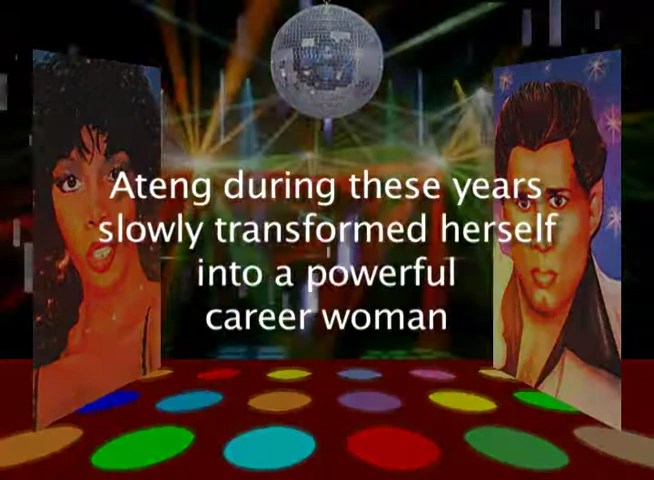 Ateng during these years
slowly transformed herself
into a powerful
career woman